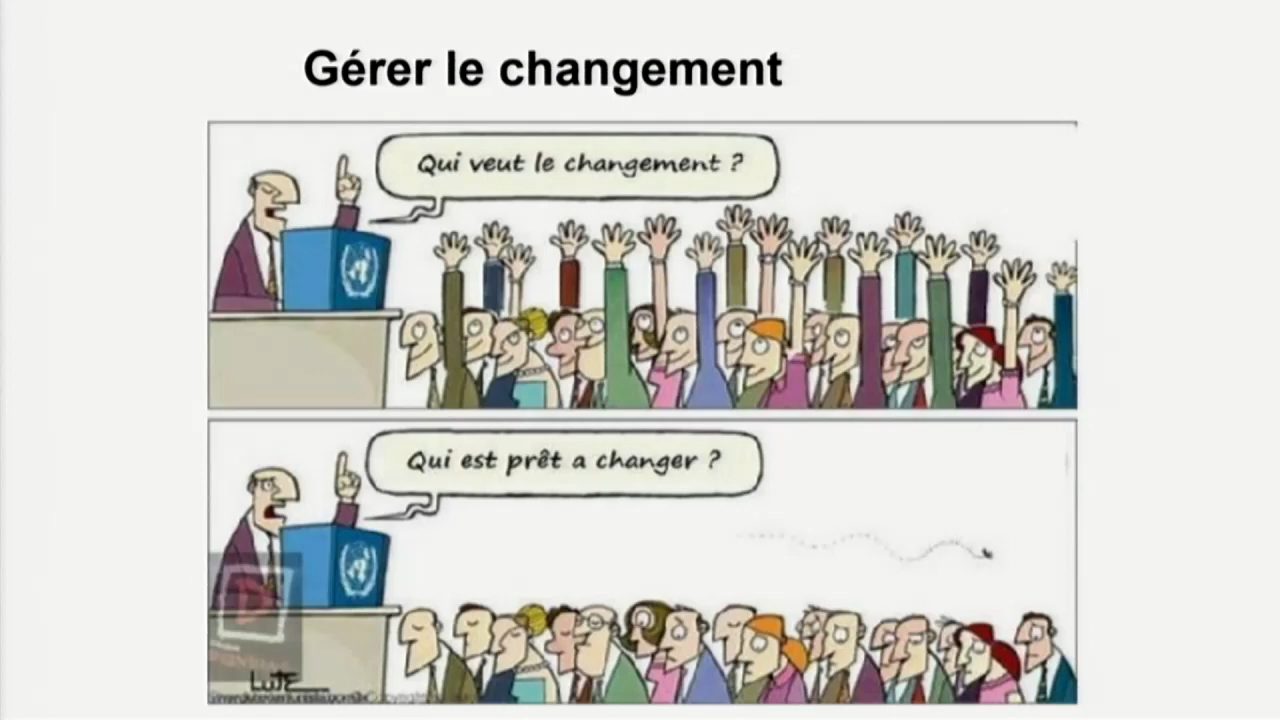 Gérer le changement
Qui veut le changement ?
Qui est prêt a changer ?
LUTE